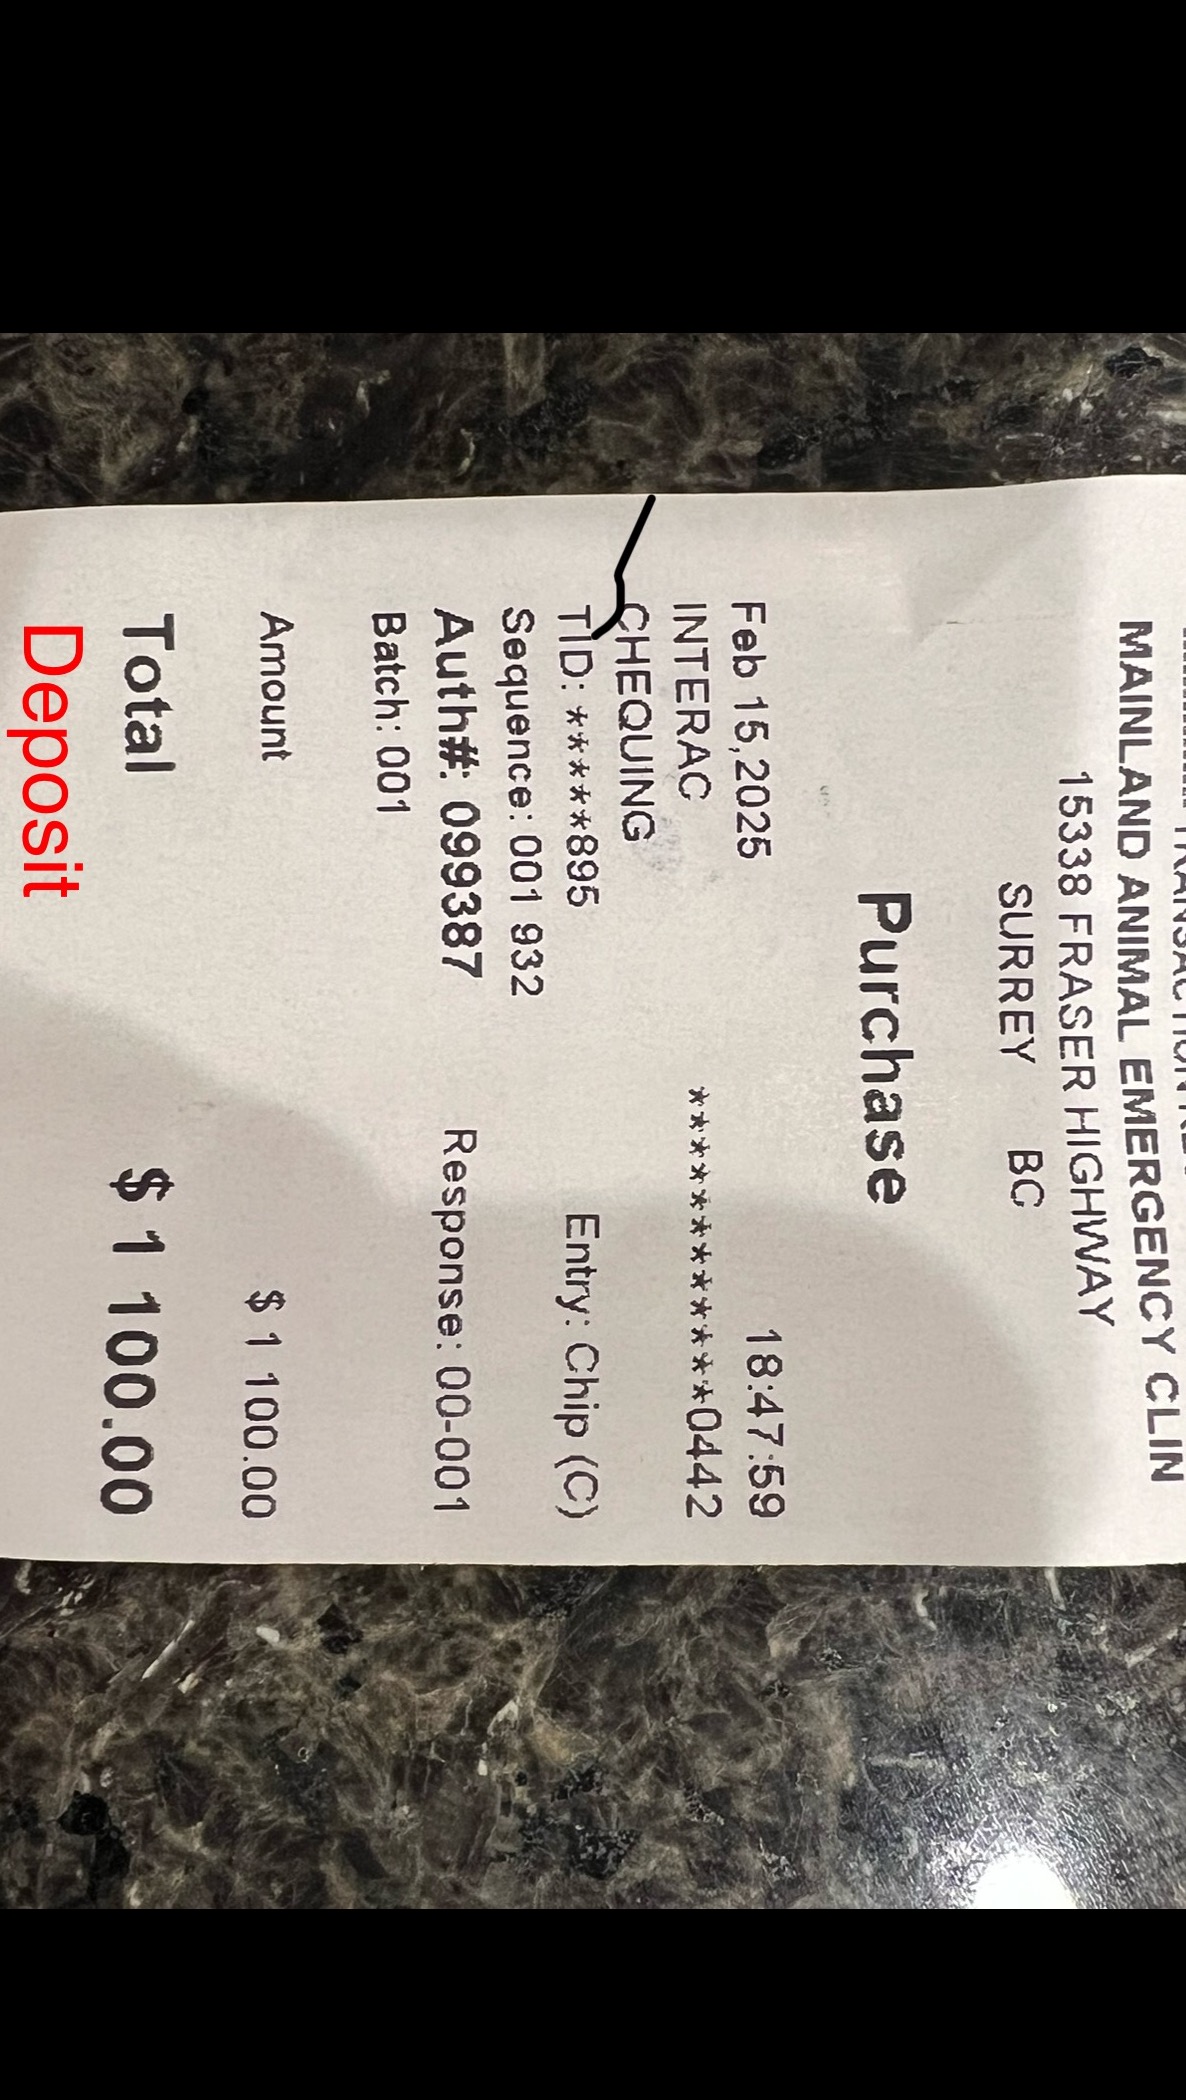 MAINLAND ANIMAL EMERGENCY CLIN
15338 FRASER HIGHWAY
SURREY BC
Purchase
Feb 15,2025 18:47:59
INTERAC ************0442
CHEQUING
TID: *****895 Entry: Chip (C)
Sequence: 001 932
Auth#: 099387 Response: 00-001
Batch: 001
Amount $ 1 100.00
Total $ 1 100.00
Deposit